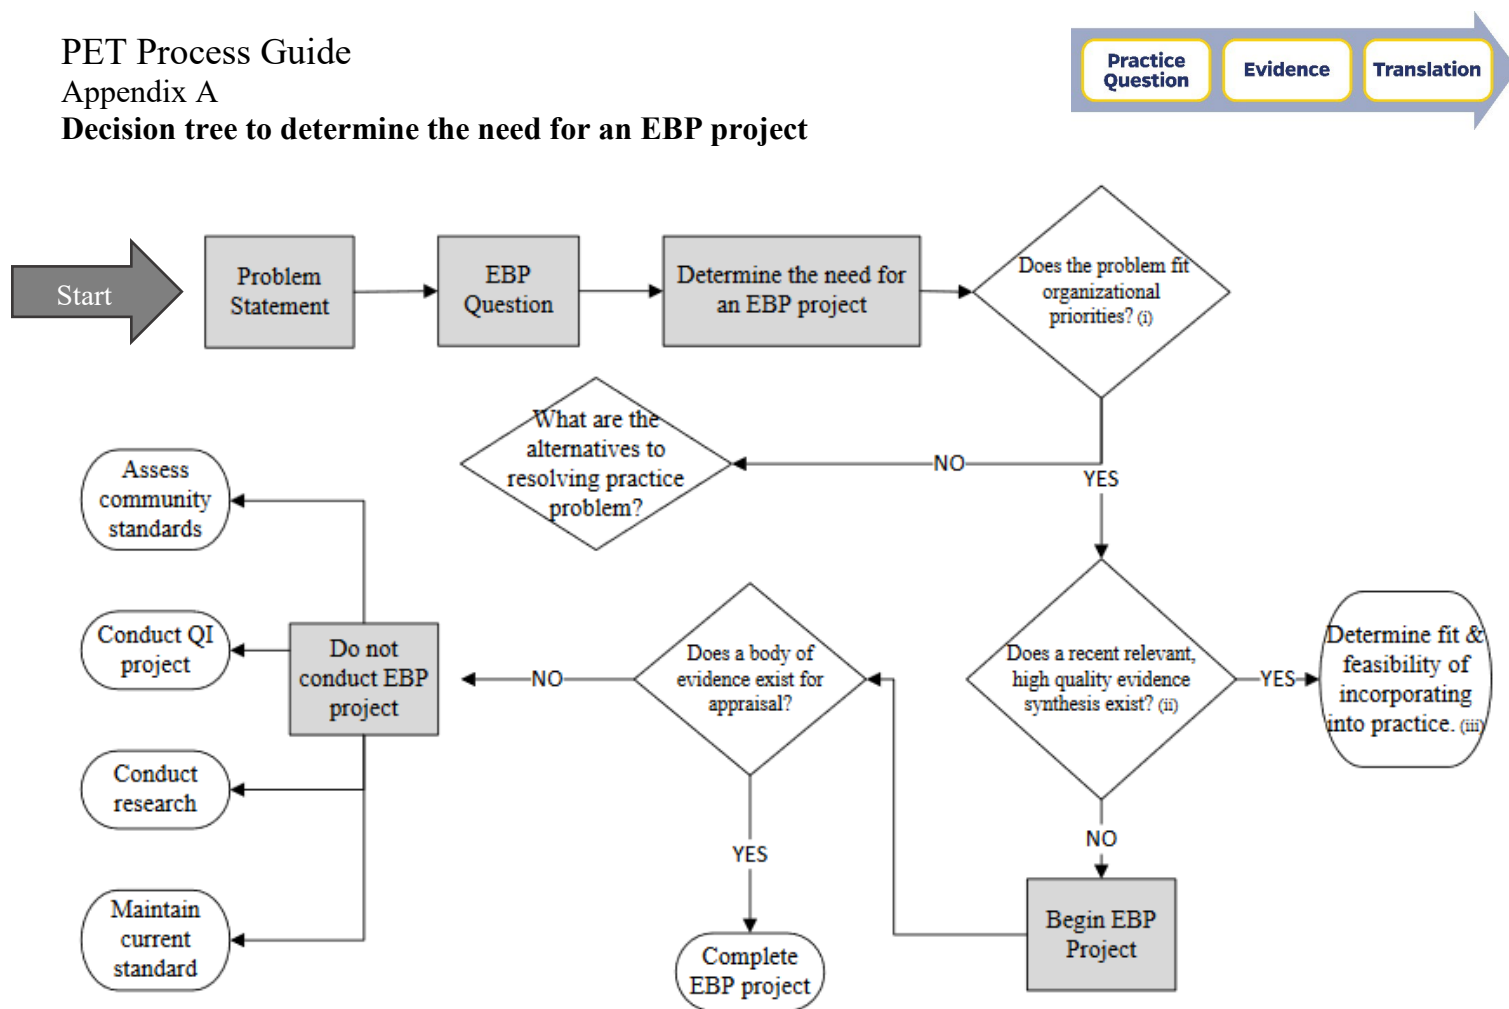 PET Process Guide
Appendix A
Decision tree to determine the need for an EBP project
Practice
Question
Evidence
Translation
Start
Problem
Statement
EBP
Question
Determine the need for
an EBP project
Does the problem fit
organizational
priorities? (i)
What are the
alternatives to
resolving practice
problem?
NO
YES
Assess
community
standards
Conduct QI
project
Do not
conduct EBP
project
NO
Does a body of
evidence exist for
appraisal?
Does a recent relevant,
high quality evidence
synthesis exist? (ii)
YES
Determine fit &
feasibility of
incorporating
into practice. (iii)
Conduct
research
YES
NO
Maintain
current
standard
Complete
EBP project
Begin EBP
Project